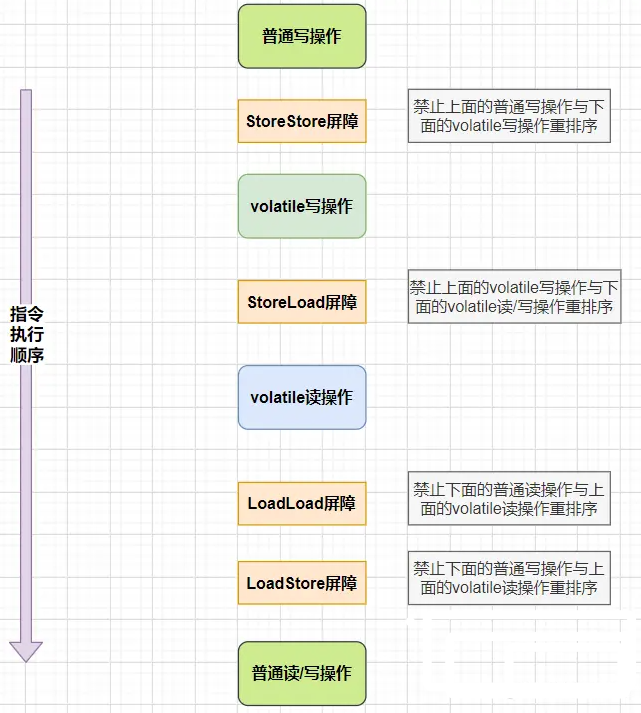 普通写操作
StoreStore屏障
禁止上面的普通写操作与下
面的volatile写操作重排序
volatile写操作
StoreLoad屏障
禁止上面的volatile写操作与下
面的volatile读/写操作重排序
指令
执行
顺序
volatile读操作
LoadLoad屏障
禁止下面的普通读操作与上
面的volatile读操作重排序
LoadStore屏障
禁止下面的普通写操作与上
面的volatile读操作重排序
普通读/写操作